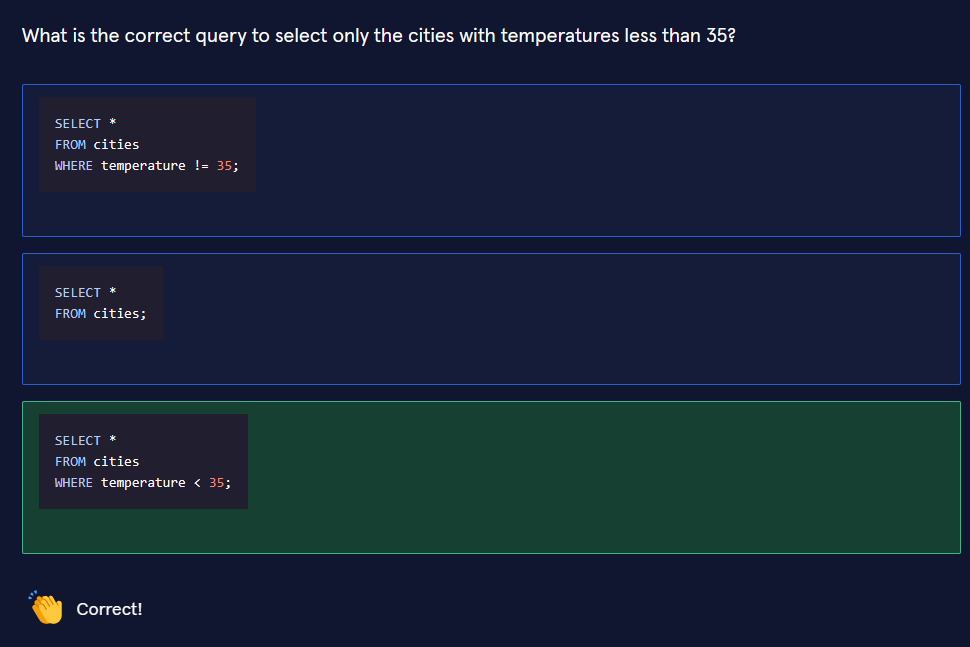 What is the correct query to select only the cities with temperatures less than 35?
SELECT *
FROM cities
WHERE temperature != 35;
SELECT *
FROM cities;
SELECT *
FROM cities
WHERE temperature < 35;
Correct!